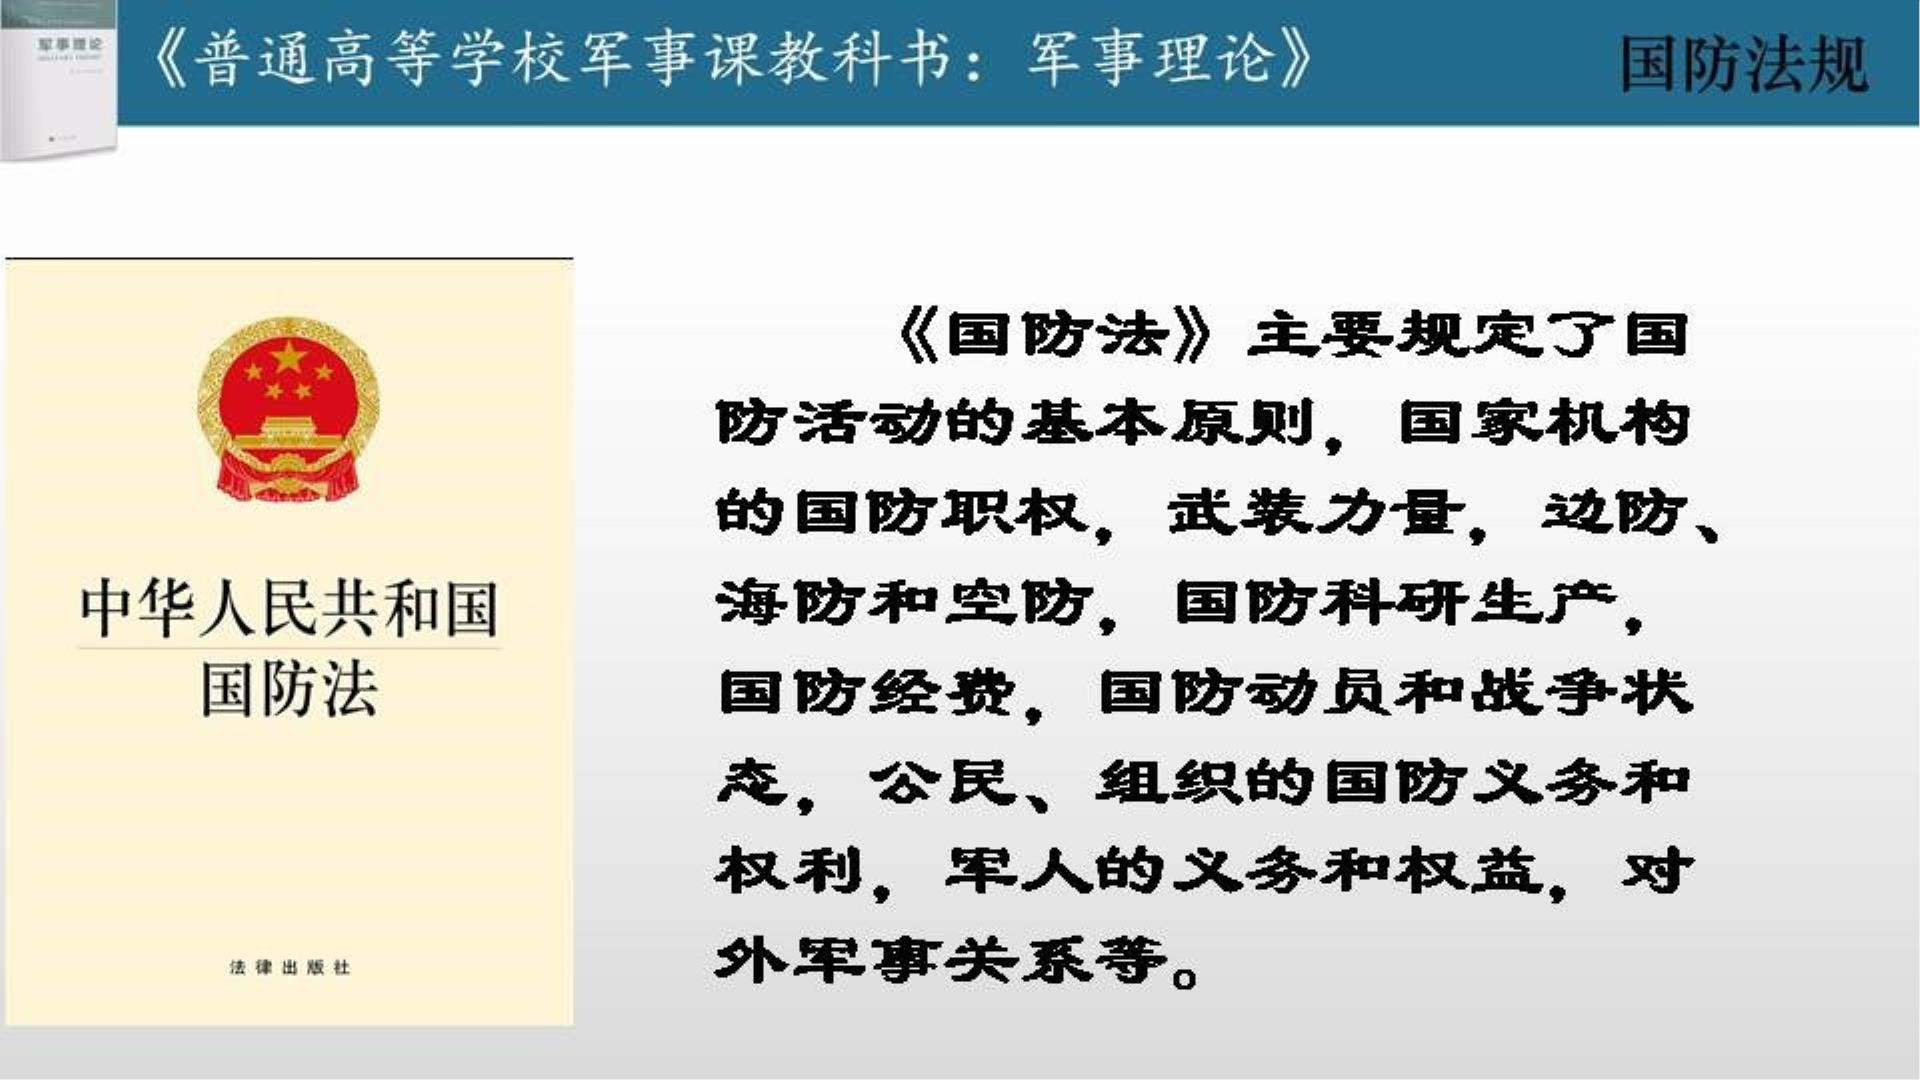 军事理论
《普通高等学校军事课教科书：军事理论》
国防法规
中华人民共和国
国防法
法律出版社
《国防法》主要规定了国
防活动的基本原则，国家机构
的国防职权，武装力量，边防、
海防和空防，国防科研生产，
国防经费，国防动员和战争状
态，公民、组织的国防义务和
权利，军人的义务和权益，对
外军事关系等。